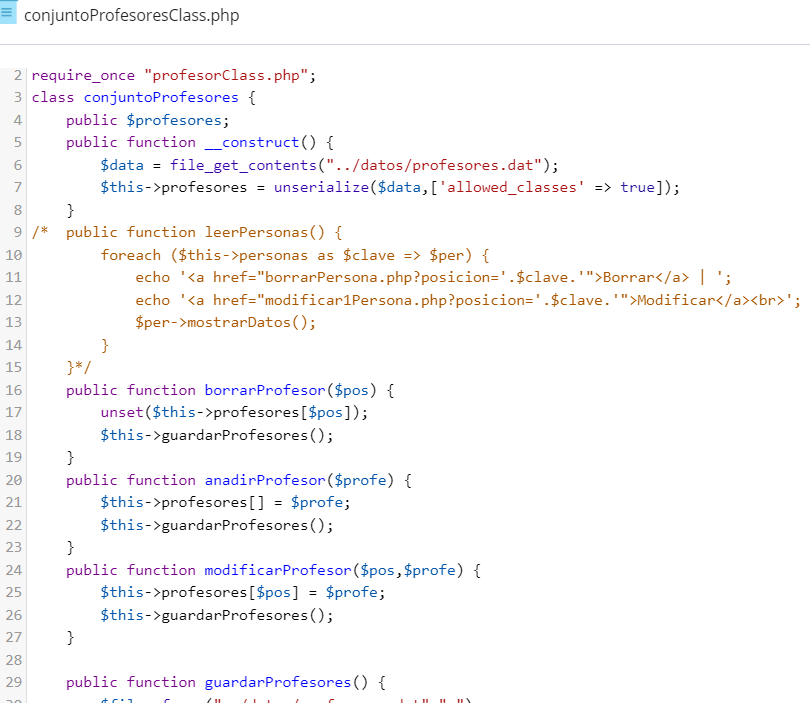 conjuntoProfesoresClass.php
2 require_once "profesorClass.php";
3 class conjuntoProfesores {
4 public $profesores;
5 public function __construct() {
6 $data = file_get_contents("../datos/profesores.dat");
7 $this->profesores = unserialize($data,['allowed_classes' => true]);
8 }
9 /* public function leerPersonas() {
10 foreach ($this->personas as $clave => $per) {
11 echo '<a href="borrarPersona.php?posicion='.$clave.'">Borrar</a> | ';
12 echo '<a href="modificar1Persona.php?posicion='.$clave.'">Modificar</a><br>';
13 $per->mostrarDatos();
14 }
15 }*/
16 public function borrarProfesor($pos) {
17 unset($this->profesores[$pos]);
18 $this->guardarProfesores();
19 }
20 public function anadirProfesor($profe) {
21 $this->profesores[] = $profe;
22 $this->guardarProfesores();
23 }
24 public function modificarProfesor($pos,$profe) {
25 $this->profesores[$pos] = $profe;
26 $this->guardarProfesores();
27 }
28
29 public function guardarProfesores() {